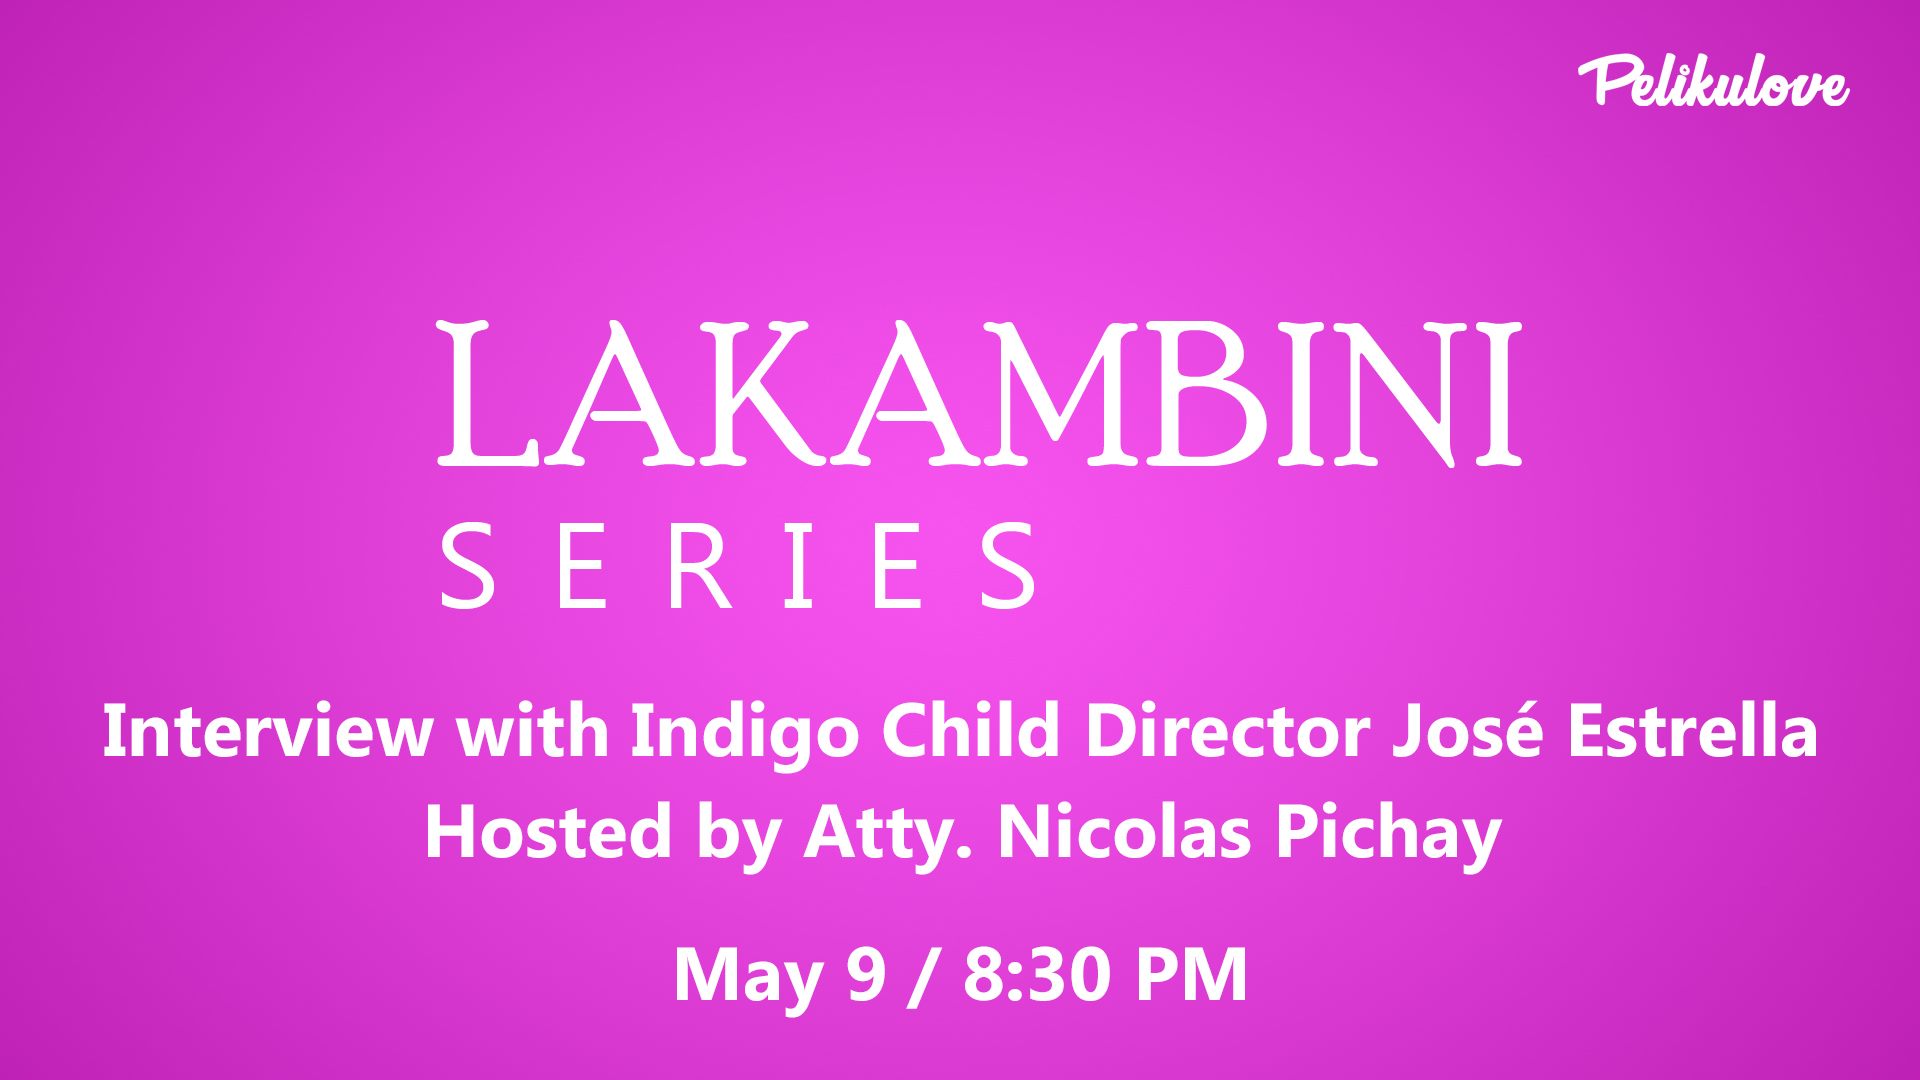 Pelikulove
LAKAMBINI
SERIES
Interview with Indigo Child Director José Estrella
Hosted by Atty. Nicolas Pichay
May 9 / 8:30 PM